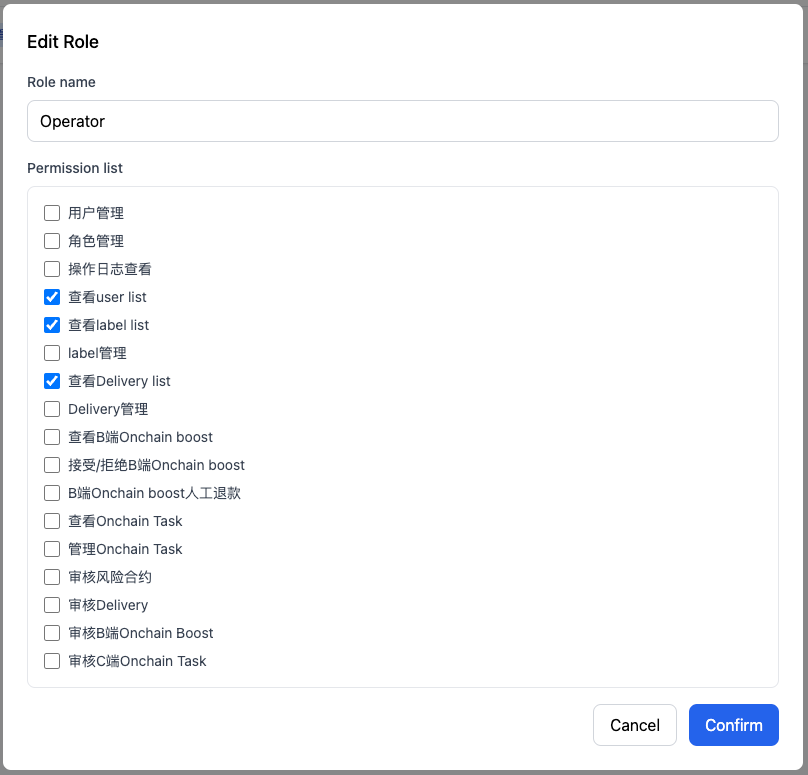 Edit Role
Role name
Operator
Permission list
用户管理
角色管理
操作日志查看
查看user list
查看label list
label管理
查看Delivery list
Delivery管理
查看B端Onchain boost
接受/拒绝B端Onchain boost
B端Onchain boost人工退款
查看Onchain Task
管理Onchain Task
审核风险合约
审核Delivery
审核B端Onchain Boost
审核C端Onchain Task
Cancel
Confirm